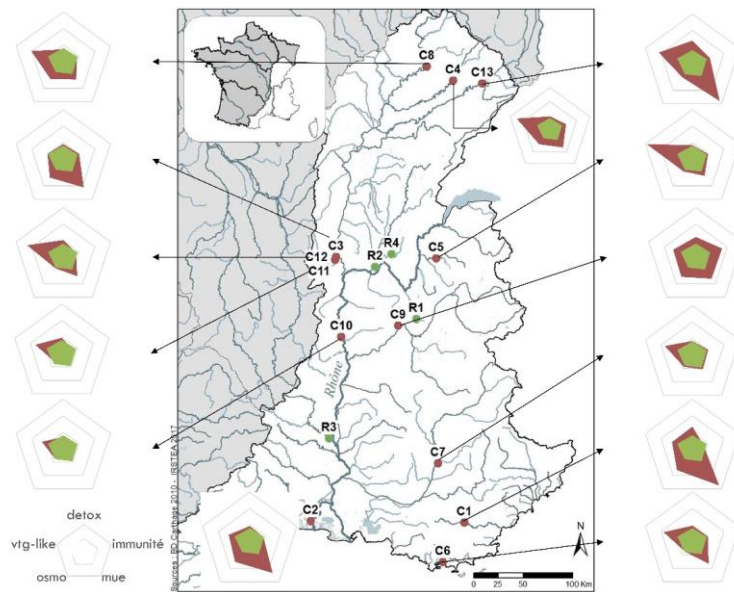 C8
C4
C13
C3
C12
C11
R4
R2
C5
R1
C9
C10
Rhône
R3
C7
C2
C1
C6
N
0
50
100 Km
Sources : BD Carthage 2010 - IRSTEA 2017
detox
vtg-like
immunité
osmo
mue